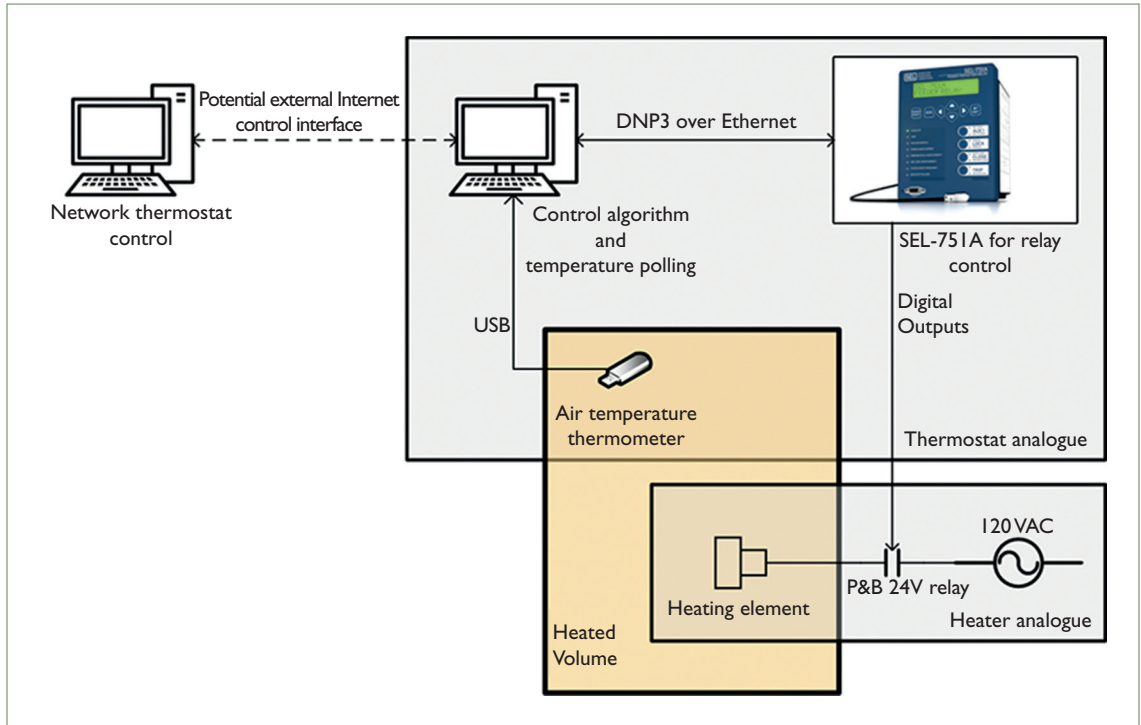 Potential external Internet
control interface
Network thermostat
control
DNP3 over Ethernet
Control algorithm
and
temperature polling
SEL-751A for relay
control
Digital
Outputs
USB
Air temperature
thermometer
Thermostat analogue
120 VAC
P&B 24V relay
Heating element
Heater analogue
Heated
Volume